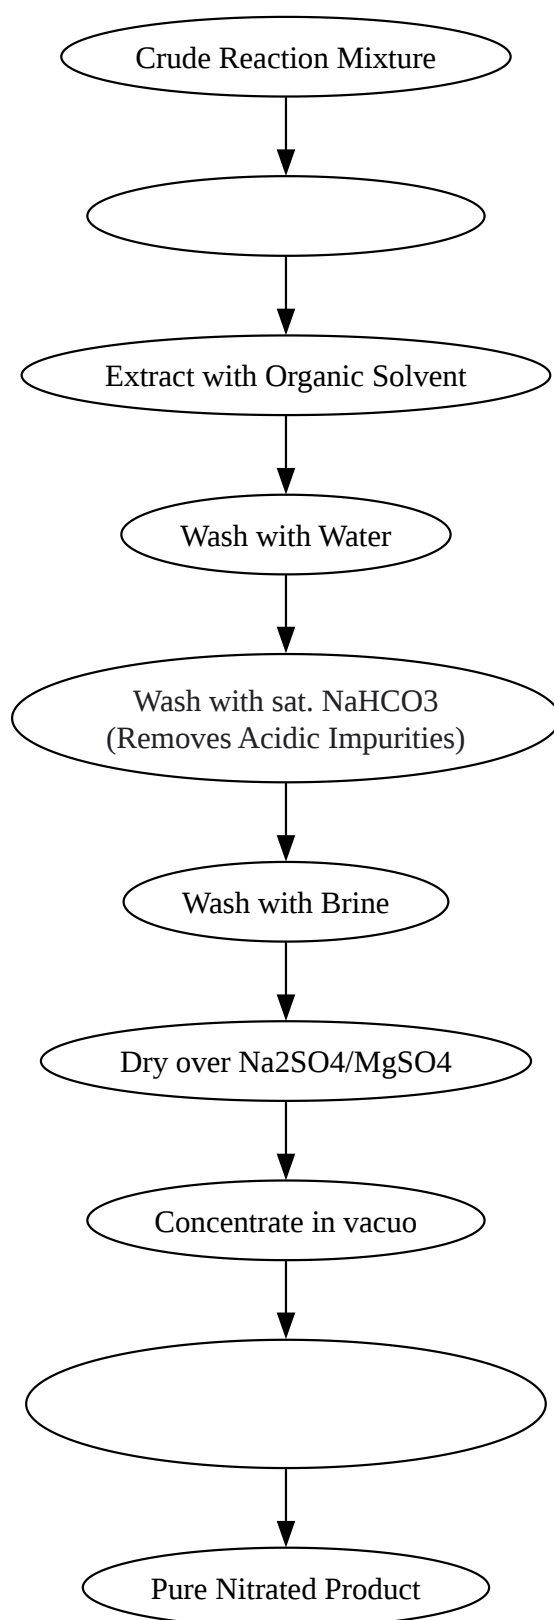 Crude Reaction Mixture
Extract with Organic Solvent
Wash with Water
Wash with sat. NaHCO3
(Removes Acidic Impurities)
Wash with Brine
Dry over Na2SO4/MgSO4
Concentrate in vacuo
Pure Nitrated Product